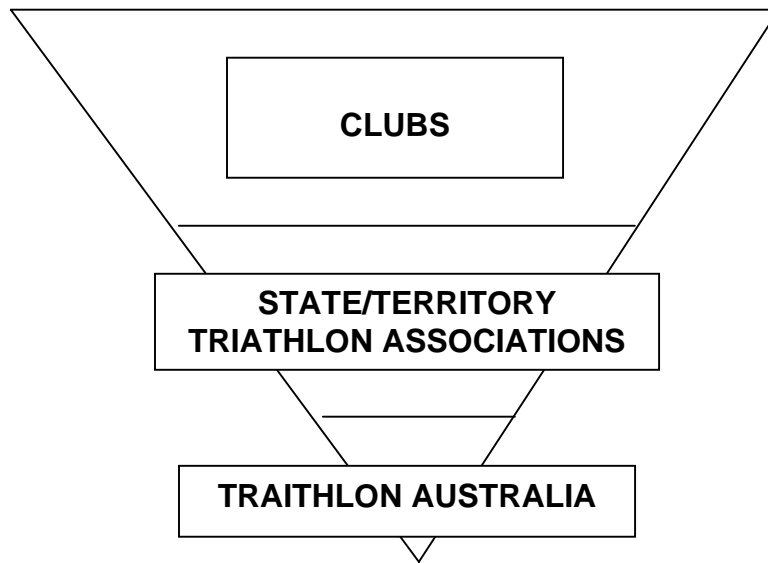 CLUBS
STATE/TERRITORY
TRIATHLON ASSOCIATIONS
TRAITHLON AUSTRALIA